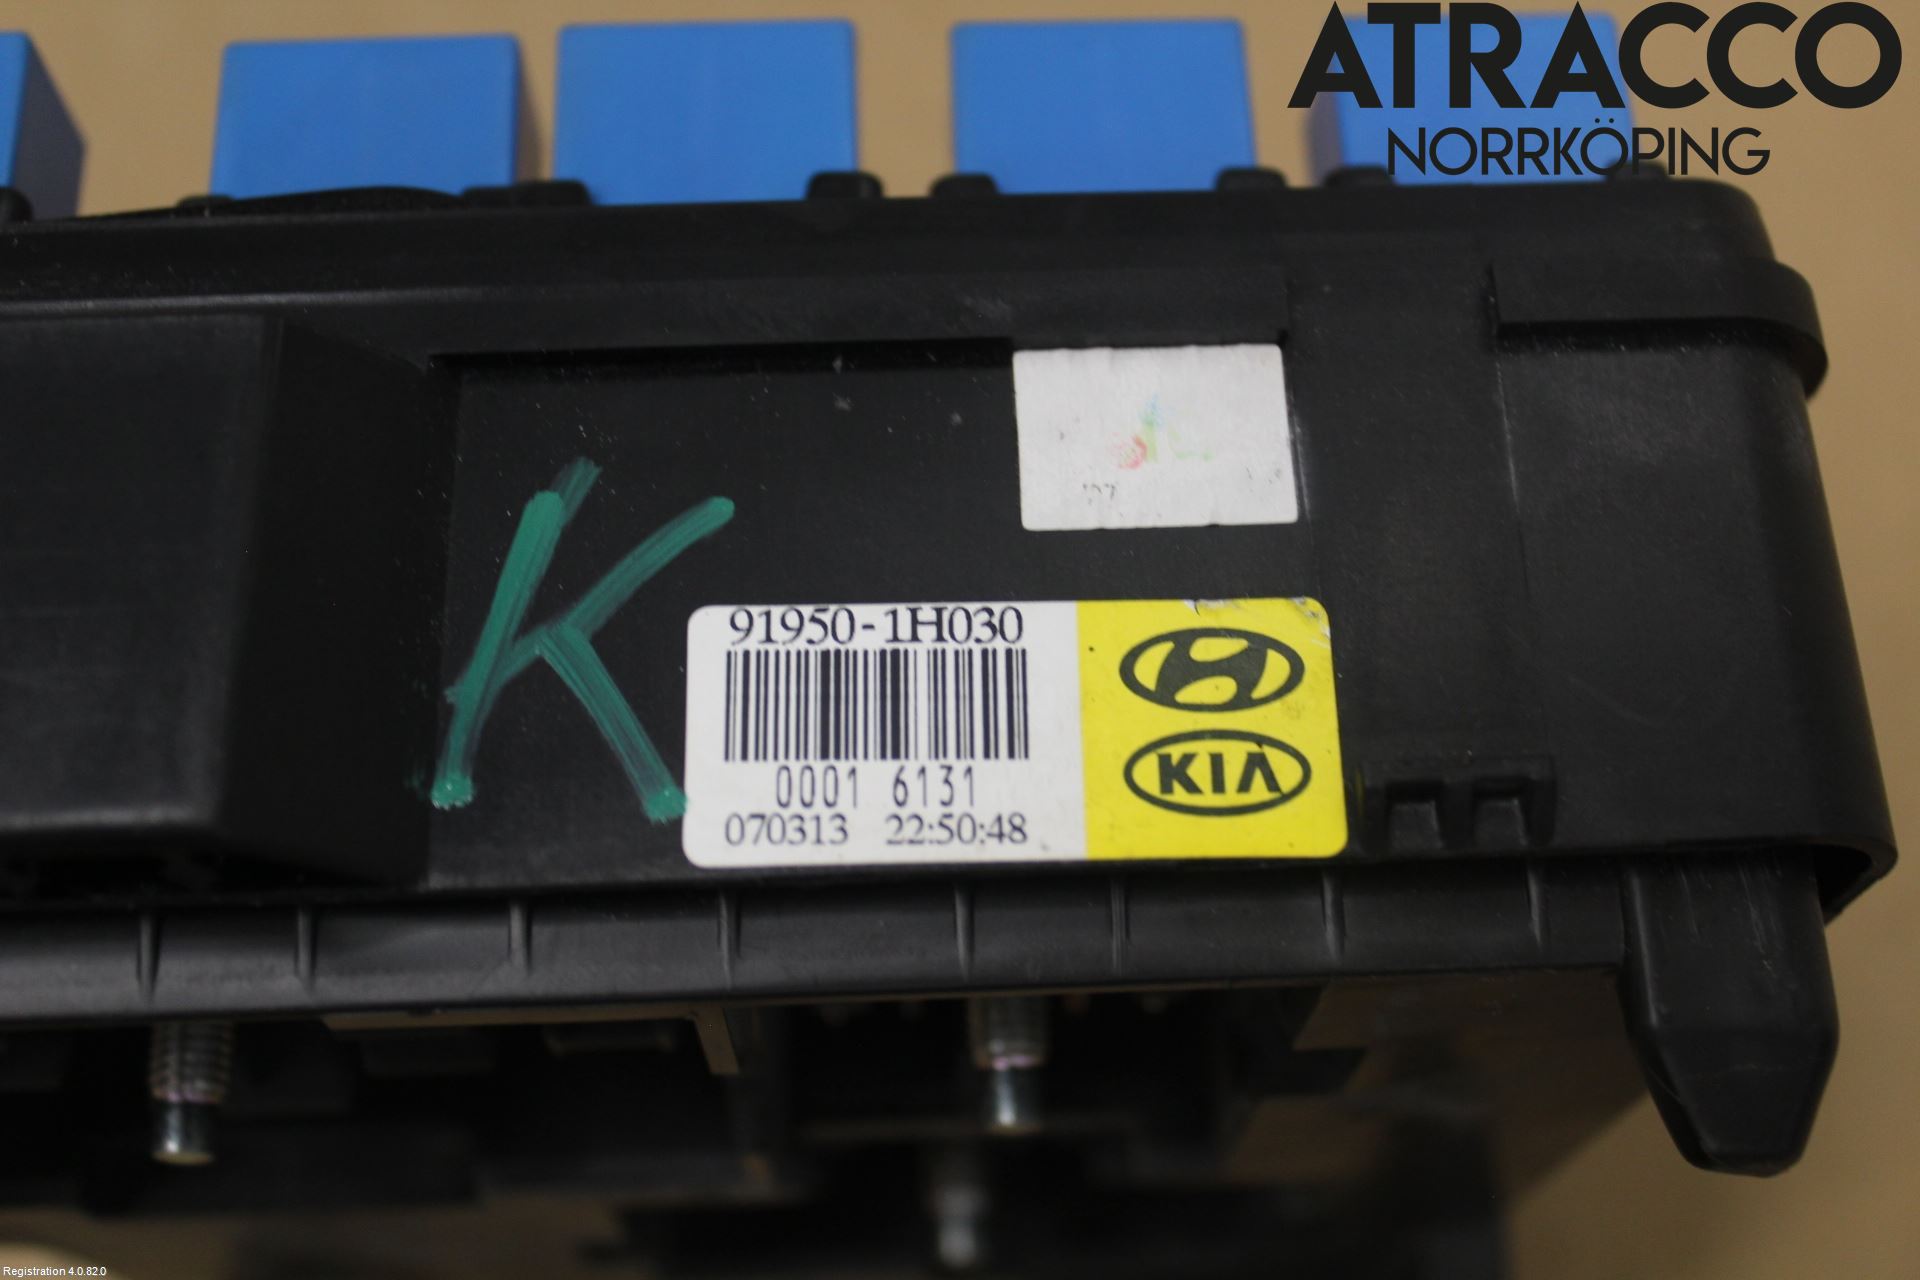 ATRACCO
NORRKÖPING
K
91950-1H030
0001 6131
070313 22:50:48
KIA
Registration 4.0.82.0